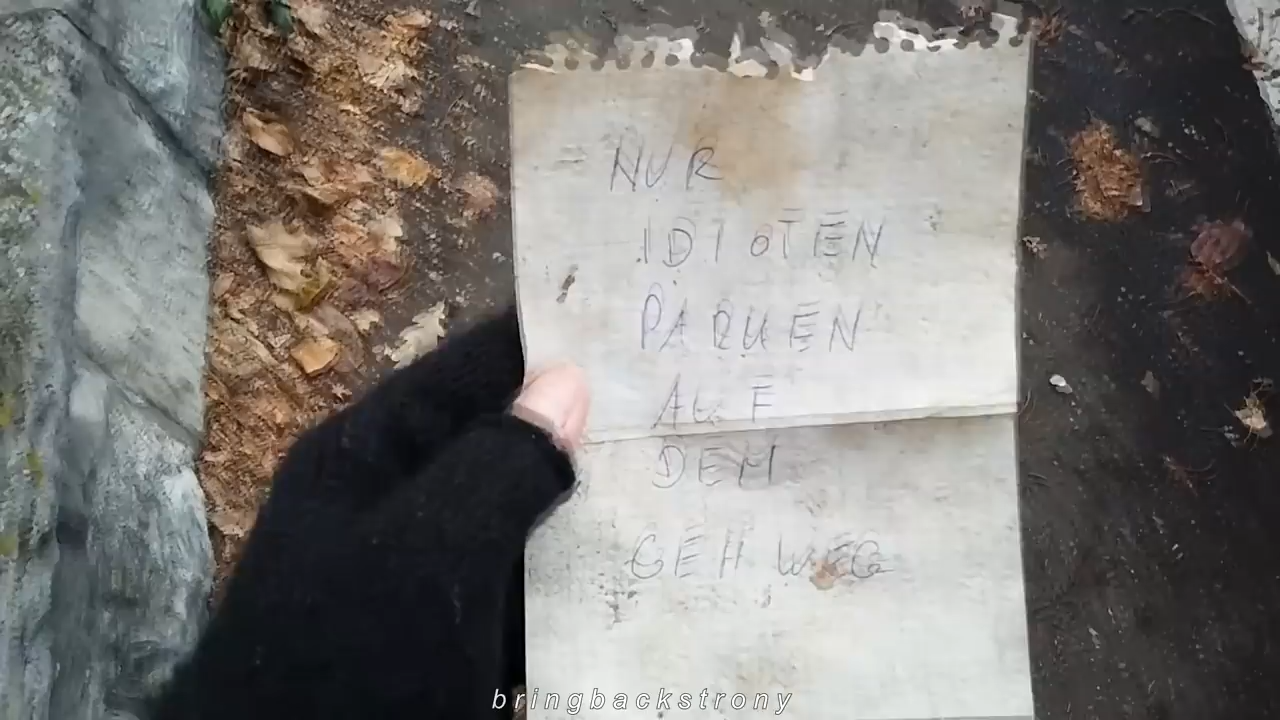 NUR
IDIOTEN
PARKEN
AUF
DEM
GEHWEG
bringbackstrony